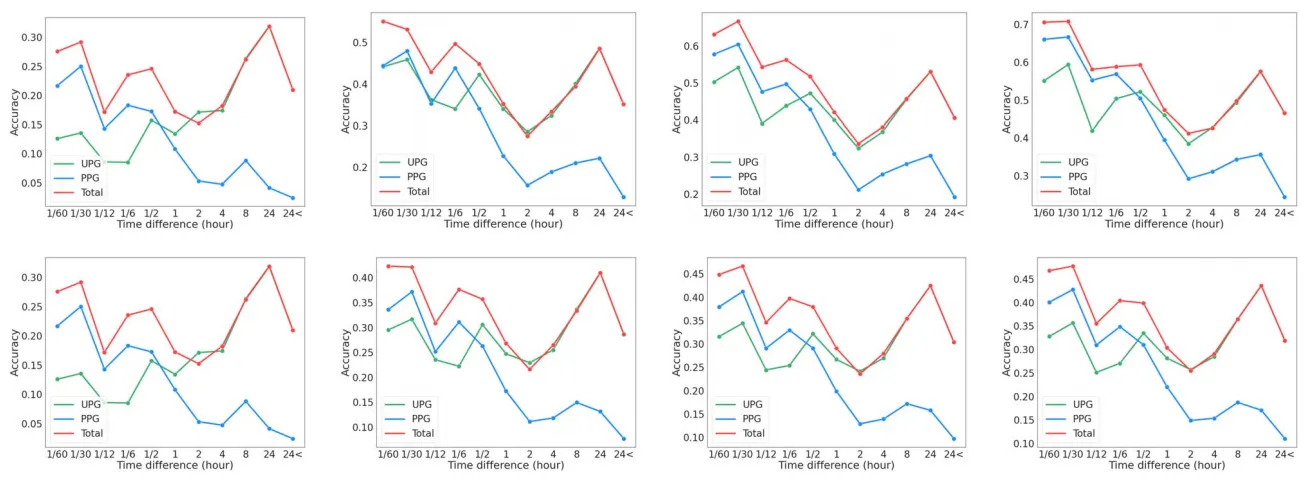 0.30
0.25
0.20
0.15
0.10
0.05
Accuracy
UPG
PPG
Total
1/60 1/30 1/12 1/6 1/2 1 2 4 8 24 24<
Time difference (hour)
0.5
0.4
0.3
0.2
Accuracy
UPG
PPG
Total
1/60 1/30 1/12 1/6 1/2 1 2 4 8 24 24<
Time difference (hour)
0.6
0.5
0.4
0.3
0.2
Accuracy
UPG
PPG
Total
1/60 1/30 1/12 1/6 1/2 1 2 4 8 24 24<
Time difference (hour)
0.7
0.6
0.5
0.4
0.3
Accuracy
UPG
PPG
Total
1/60 1/30 1/12 1/6 1/2 1 2 4 8 24 24<
Time difference (hour)
0.30
0.25
0.20
0.15
0.10
0.05
Accuracy
UPG
PPG
Total
1/60 1/30 1/12 1/6 1/2 1 2 4 8 24 24<
Time difference (hour)
0.40
0.35
0.30
0.25
0.20
0.15
0.10
Accuracy
UPG
PPG
Total
1/60 1/30 1/12 1/6 1/2 1 2 4 8 24 24<
Time difference (hour)
0.45
0.40
0.35
0.30
0.25
0.20
0.15
0.10
Accuracy
UPG
PPG
Total
1/60 1/30 1/12 1/6 1/2 1 2 4 8 24 24<
Time difference (hour)
0.45
0.40
0.35
0.30
0.25
0.20
0.15
0.10
Accuracy
UPG
PPG
Total
1/60 1/30 1/12 1/6 1/2 1 2 4 8 24 24<
Time difference (hour)